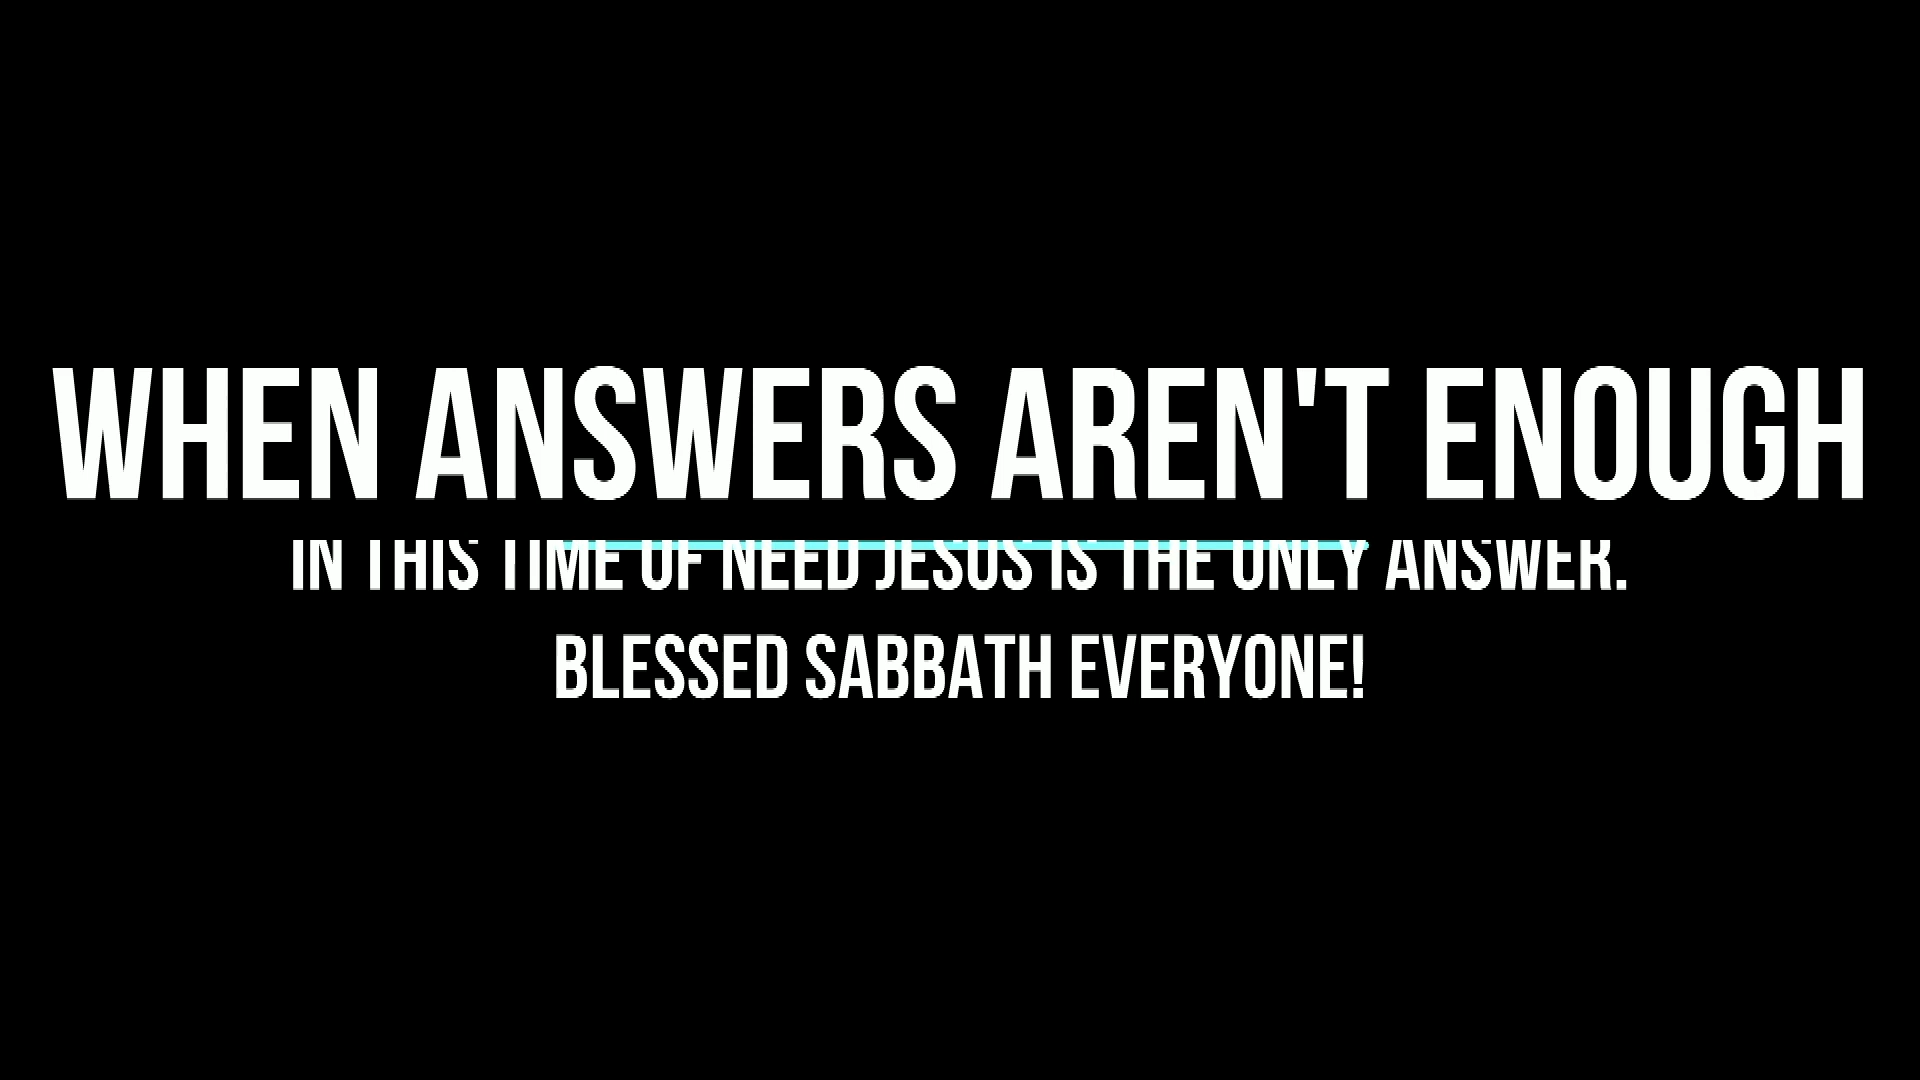 WHEN ANSWERS AREN'T ENOUGH
IN THIS TIME OF NEED JESUS IS THE ONLY ANSWER.
BLESSED SABBATH EVERYONE!